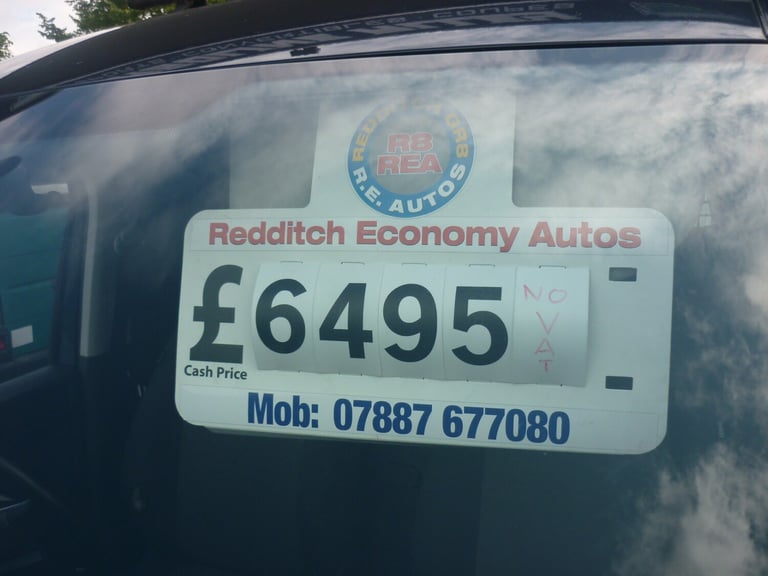 R8
REA
R.E. AUTOS
Redditch Economy Autos
£6495 NO VAT
Cash Price
Mob: 07887 677080